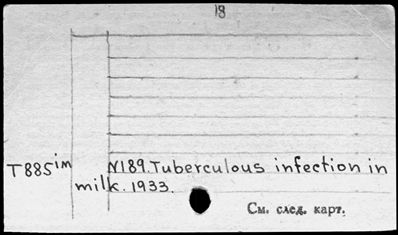 18
T885im N189. Tuberculous infection in
milk. 1933.
См. след. карт.